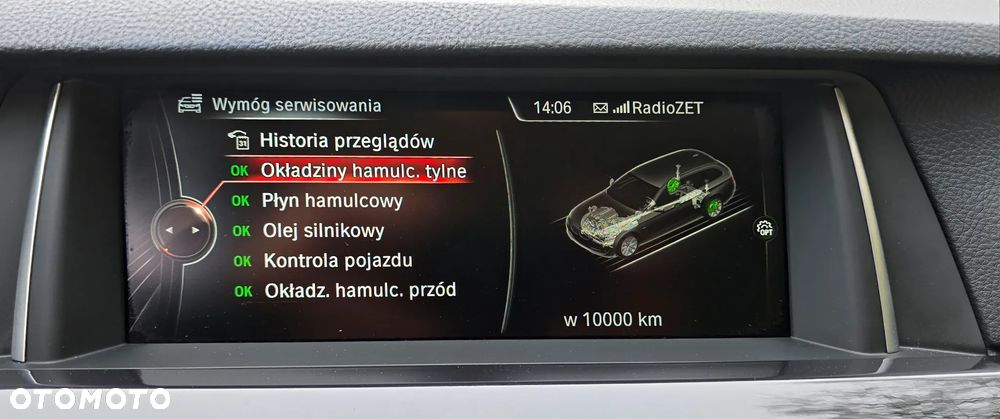 Wymóg serwisowania
14:06 RadioZET
31 Historia przeglądów
OK Okładziny hamulc. tylne
OK Płyn hamulcowy
OK Olej silnikowy
OK Kontrola pojazdu
OK Okładz. hamulc. przód
OPT
w 10000 km
OTOMOTO